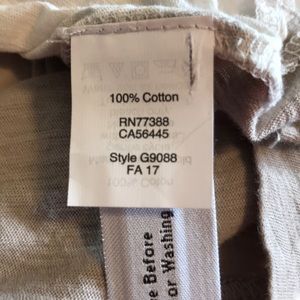 100% Cotton
RN77388
CA56445
Style G9088
FA 17
e Before
or Washing